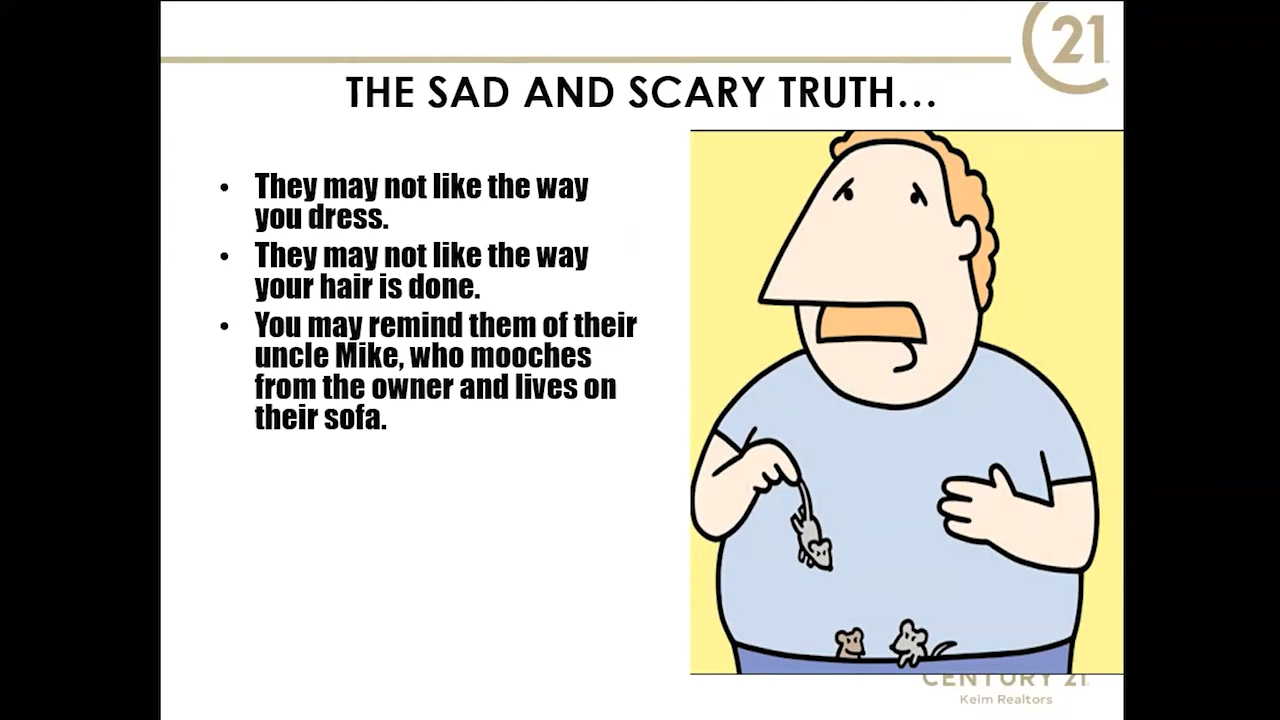 21
THE SAD AND SCARY TRUTH...
• They may not like the way
you dress.
• They may not like the way
your hair is done.
• You may remind them of their
uncle Mike, who mooches
from the owner and lives on
their sofa.
CENTURY 21
Keim Realtors